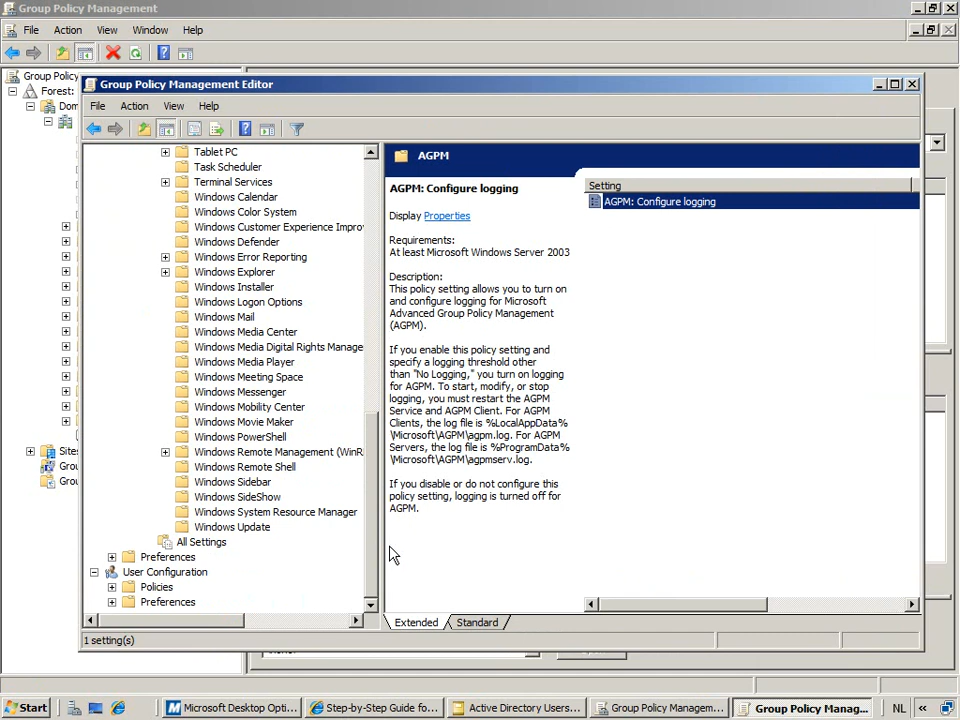 Group Policy Management
File Action View Window Help
Group Policy
Forest:
Dom
Sites
Grou
Grou
Group Policy Management Editor
File Action View Help
Tablet PC
Task Scheduler
Terminal Services
Windows Calendar
Windows Color System
Windows Customer Experience Impro
Windows Defender
Windows Error Reporting
Windows Explorer
Windows Installer
Windows Logon Options
Windows Mail
Windows Media Center
Windows Media Digital Rights Manage
Windows Media Player
Windows Meeting Space
Windows Messenger
Windows Mobility Center
Windows Movie Maker
Windows PowerShell
Windows Remote Management (WinR
Windows Remote Shell
Windows Sidebar
Windows SideShow
Windows System Resource Manager
Windows Update
All Settings
Preferences
User Configuration
Policies
Preferences
AGPM
AGPM: Configure logging
Display Properties
Requirements:
At least Microsoft Windows Server 2003
Description:
This policy setting allows you to turn on
and configure logging for Microsoft
Advanced Group Policy Management
(AGPM).
If you enable this policy setting and
specify a logging threshold other
than "No Logging," you turn on logging
for AGPM. To start, modify, or stop
logging, you must restart the AGPM
Service and AGPM Client. For AGPM
Clients, the log file is %LocalAppData%
\Microsoft\AGPM\agpm.log. For AGPM
Servers, the log file is %ProgramData%
\Microsoft\AGPM\agpmserv.log.
If you disable or do not configure this
policy setting, logging is turned off for
AGPM.
Setting
AGPM: Configure logging
Extended Standard
1 setting(s)
Start Microsoft Desktop Opti... Step-by-Step Guide fo... Active Directory Users... Group Policy Managem... Group Policy Manag... NL «